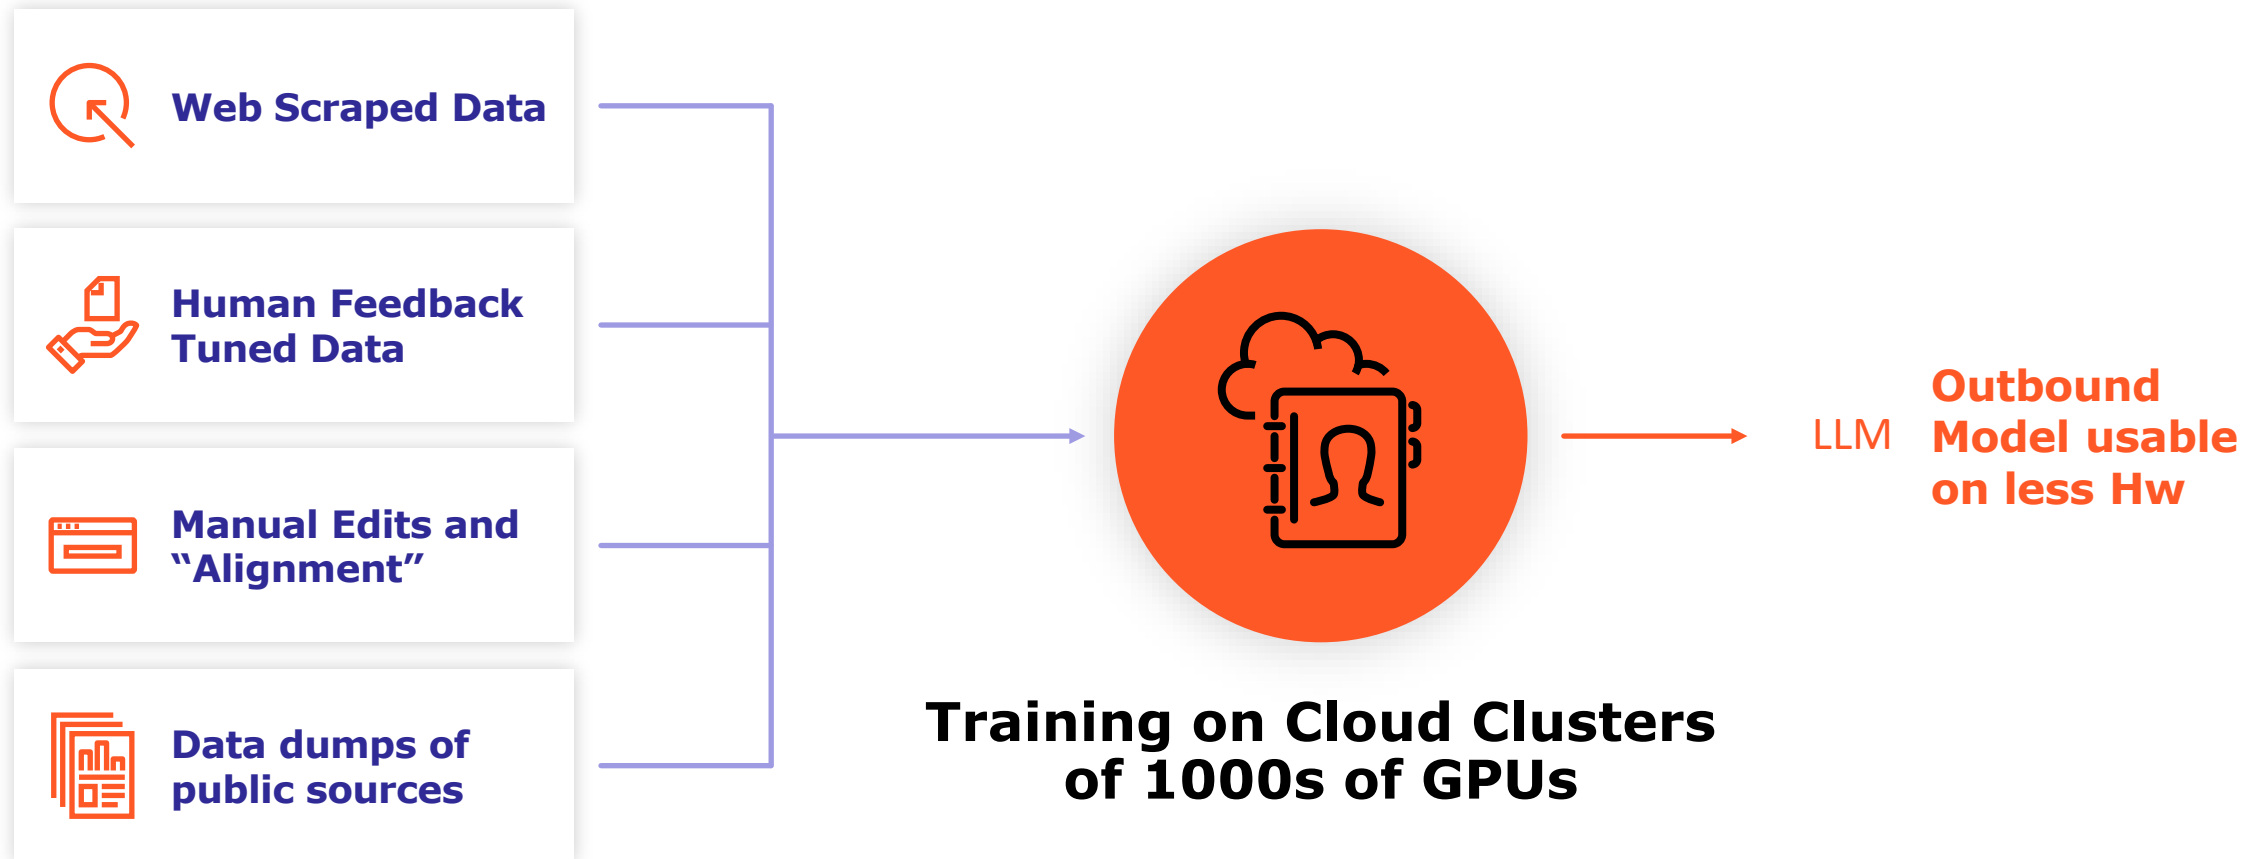 Web Scraped Data
Human Feedback
Tuned Data
Manual Edits and
“Alignment”
Data dumps of
public sources
Training on Cloud Clusters
of 1000s of GPUs
LLM
Outbound
Model usable
on less Hw